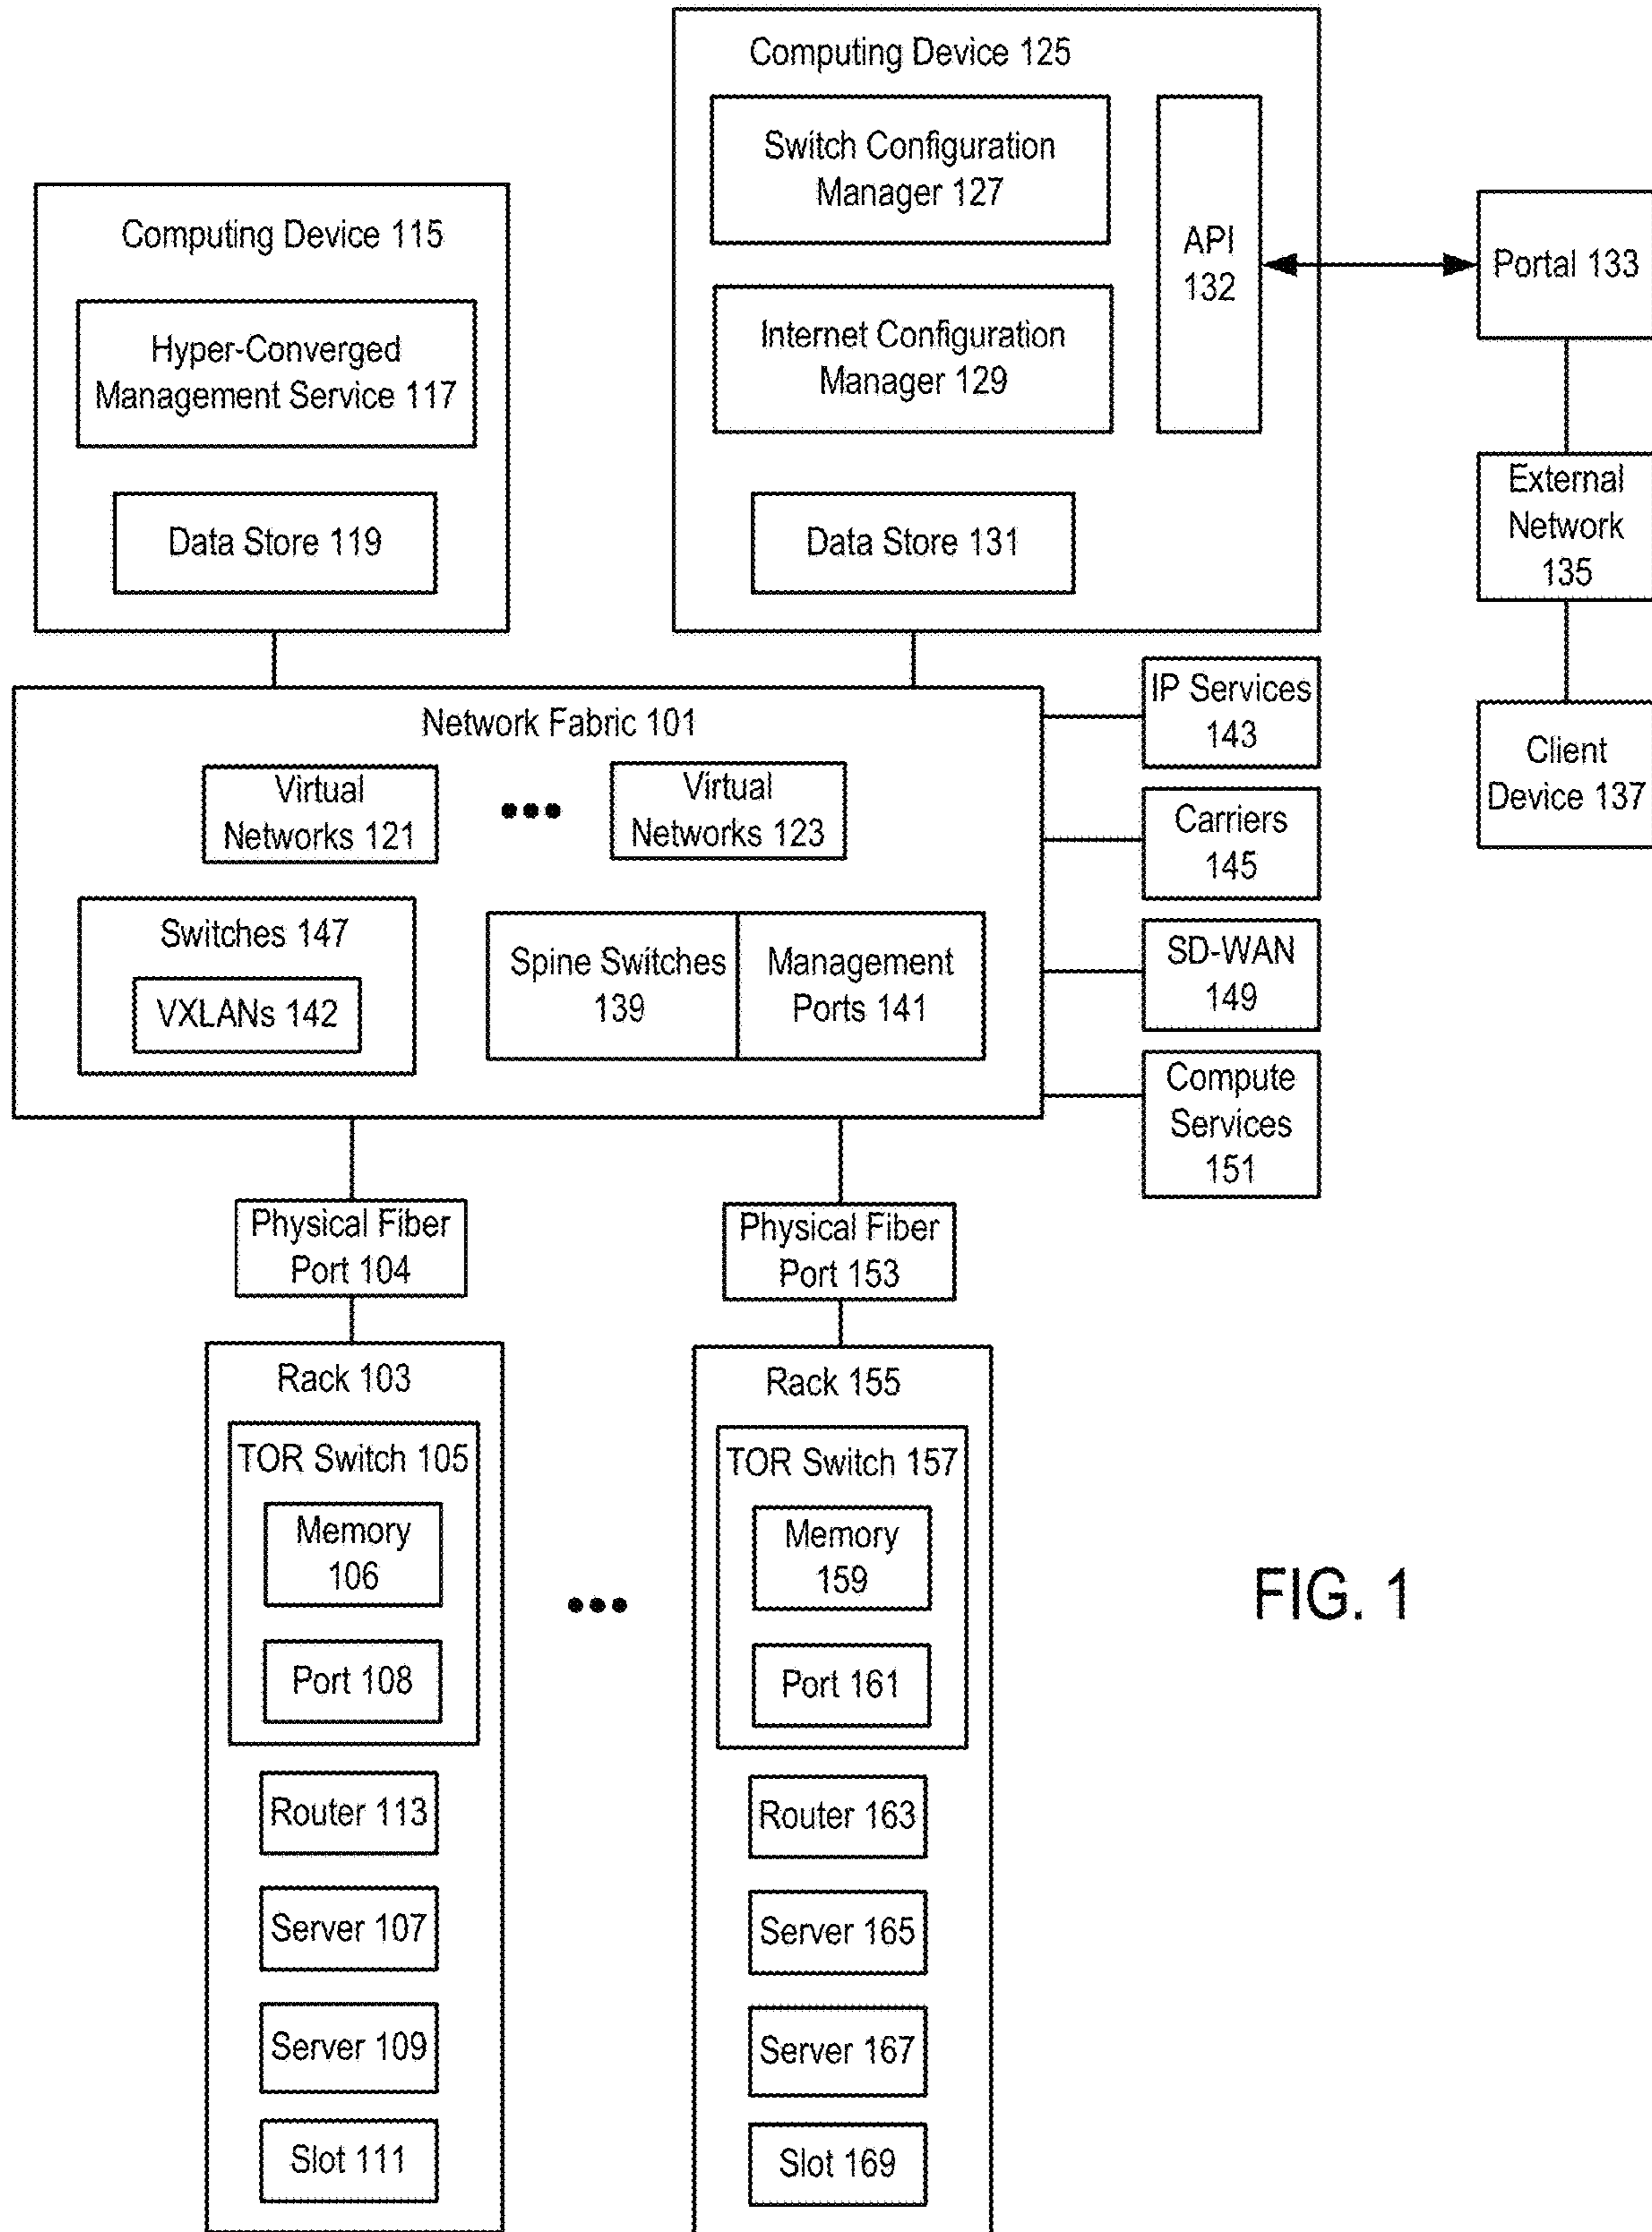 Computing Device 125
Switch Configuration
Manager 127
API
132
Internet Configuration
Manager 129
Data Store 131
Computing Device 115
Hyper-Converged
Management Service 117
Data Store 119
Portal 133
External
Network
135
Client
Device 137
Network Fabric 101
Virtual
Networks 121
Virtual
Networks 123
Switches 147
VXLANs 142
Spine Switches
139
Management
Ports 141
IP Services
143
Carriers
145
SD-WAN
149
Compute
Services
151
Physical Fiber
Port 104
Physical Fiber
Port 153
Rack 103
TOR Switch 105
Memory
106
Port 108
Router 113
Server 107
Server 109
Slot 111
Rack 155
TOR Switch 157
Memory
159
Port 161
Router 163
Server 165
Server 167
Slot 169
FIG. 1